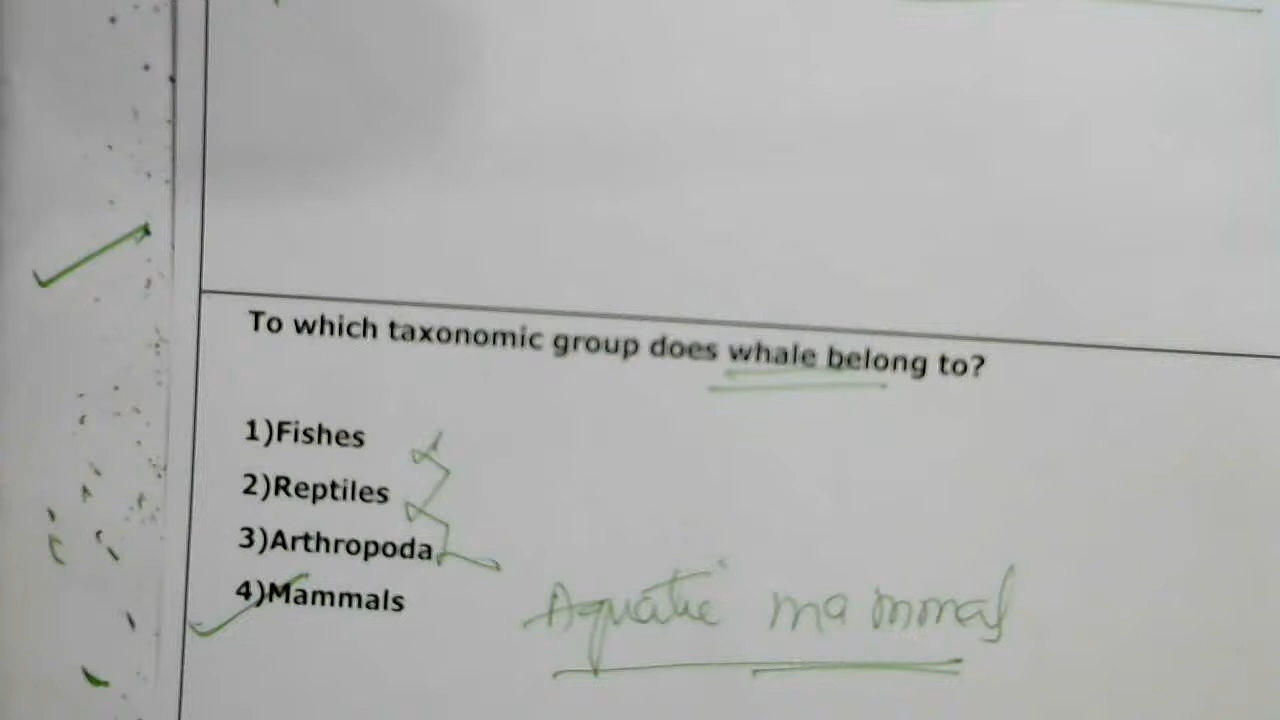 To which taxonomic group does whale belong to?
1)Fishes
2)Reptiles
3)Arthropoda
4)Mammals
Aquatic mammal